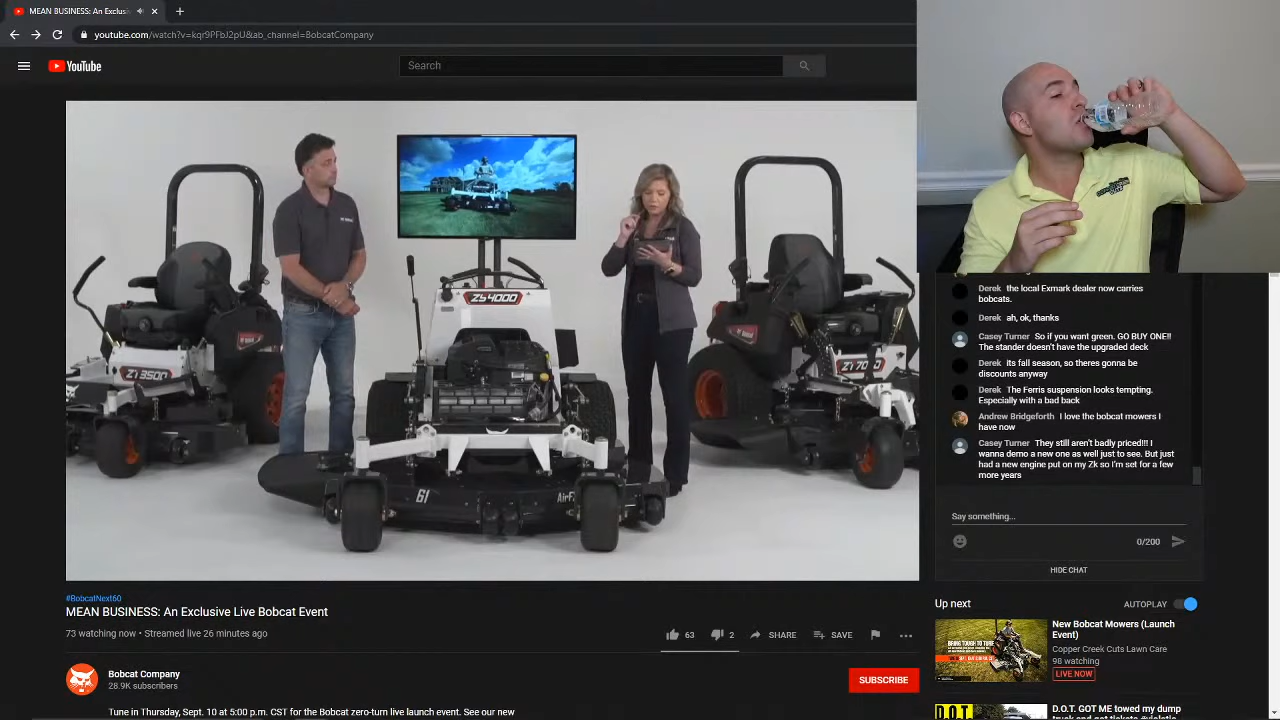 MEAN BUSINESS: An Exclusi
youtube.com/watch?v=kqr9PFbJ2pU&ab_channel=BobcatCompany
YouTube
Search
ZS4000
ZT3500
ZT7000
61
AirF
Derek the local Exmark dealer now carries
bobcats.
Derek ah, ok, thanks
Casey Turner So if you want green. GO BUY ONE!!
The stander doesn't have the upgraded deck
Derek its fall season, so theres gonna be
discounts anyway
Derek The Ferris suspension looks tempting.
Especially with a bad back
Andrew Bridgeforth I love the bobcat mowers I
have now
Casey Turner They still aren't badly priced!!! I
wanna demo a new one as well just to see. But just
had a new engine put on my Zk so I'm set for a few
more years
Say something...
0/200
HIDE CHAT
#BobcatNext60
MEAN BUSINESS: An Exclusive Live Bobcat Event
73 watching now • Streamed live 26 minutes ago
63
2
SHARE
SAVE
Bobcat Company
28.9K subscribers
SUBSCRIBE
Tune in Thursday, Sept. 10 at 5:00 p.m. CST for the Bobcat zero-turn live launch event. See our new
Up next
AUTOPLAY
New Bobcat Mowers (Launch
Event)
Copper Creek Cuts Lawn Care
98 watching
LIVE NOW
D.O.T. GOT ME towed my dump